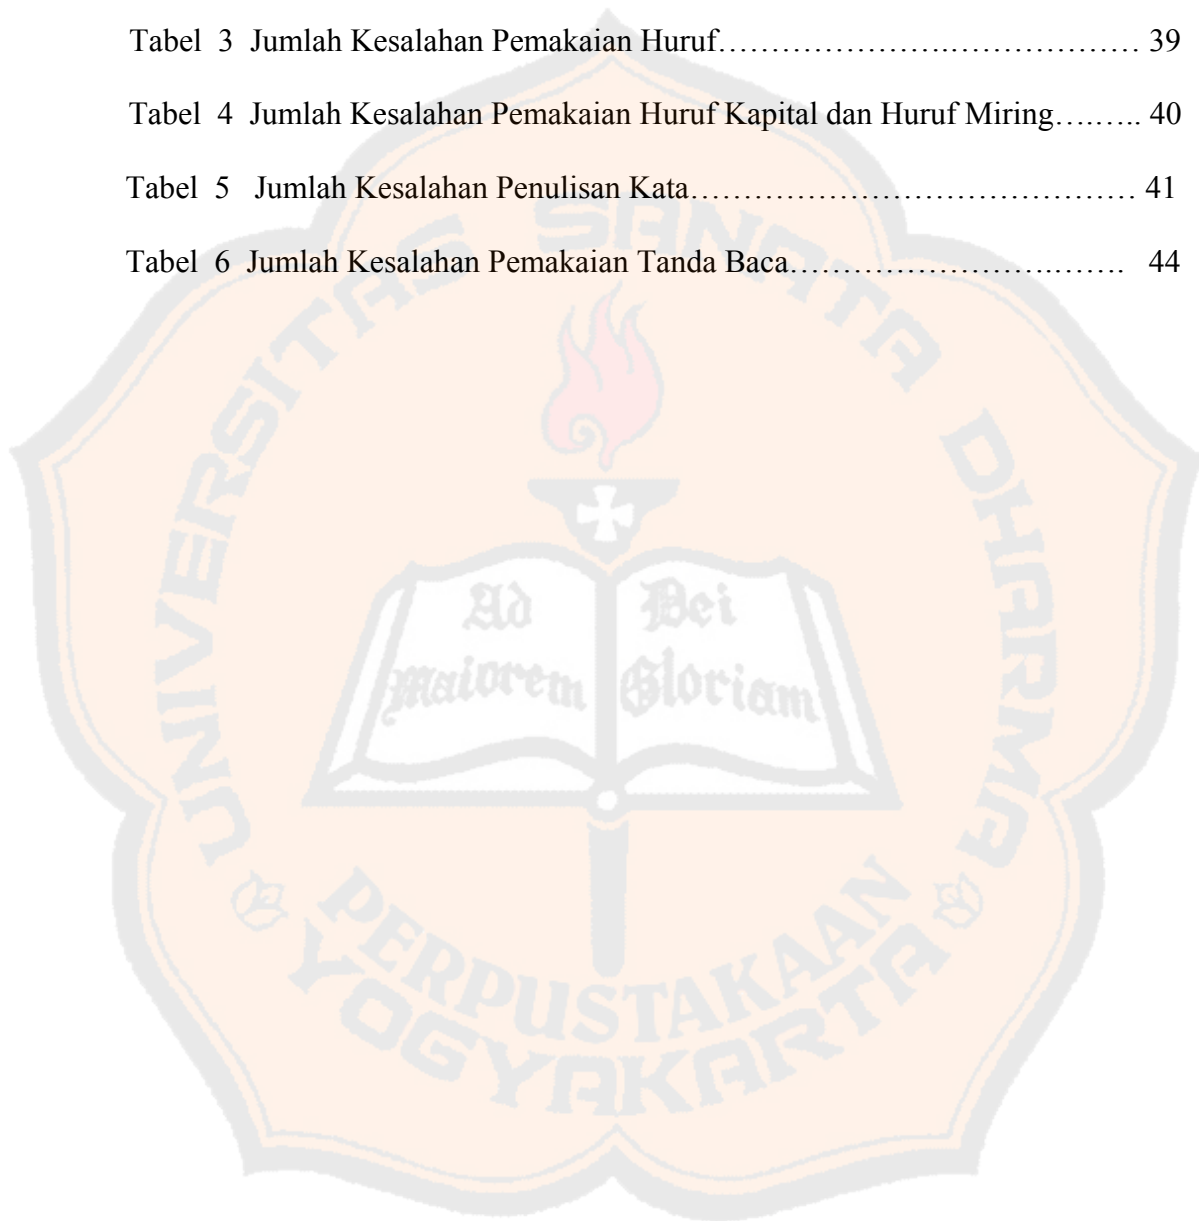 Tabel 3 Jumlah Kesalahan Pemakaian Huruf…………………..……………… 39
Tabel 4 Jumlah Kesalahan Pemakaian Huruf Kapital dan Huruf Miring….….. 40
Tabel 5 Jumlah Kesalahan Penulisan Kata…………………………………… 41
Tabel 6 Jumlah Kesalahan Pemakaian Tanda Baca…………………….……. 44
UNIVERSITAS SANATA DHARMA
Ad Dei
Maiorem Gloriam
PERPUSTAKAAN
YOGYAKARTA